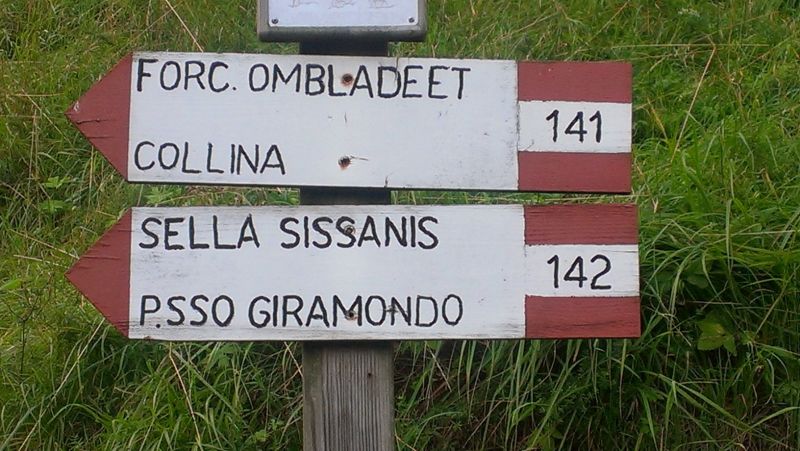 FORC. OMBLADEET
COLLINA
141
SELLA SISSANIS
P.SSO GIRAMONDO
142